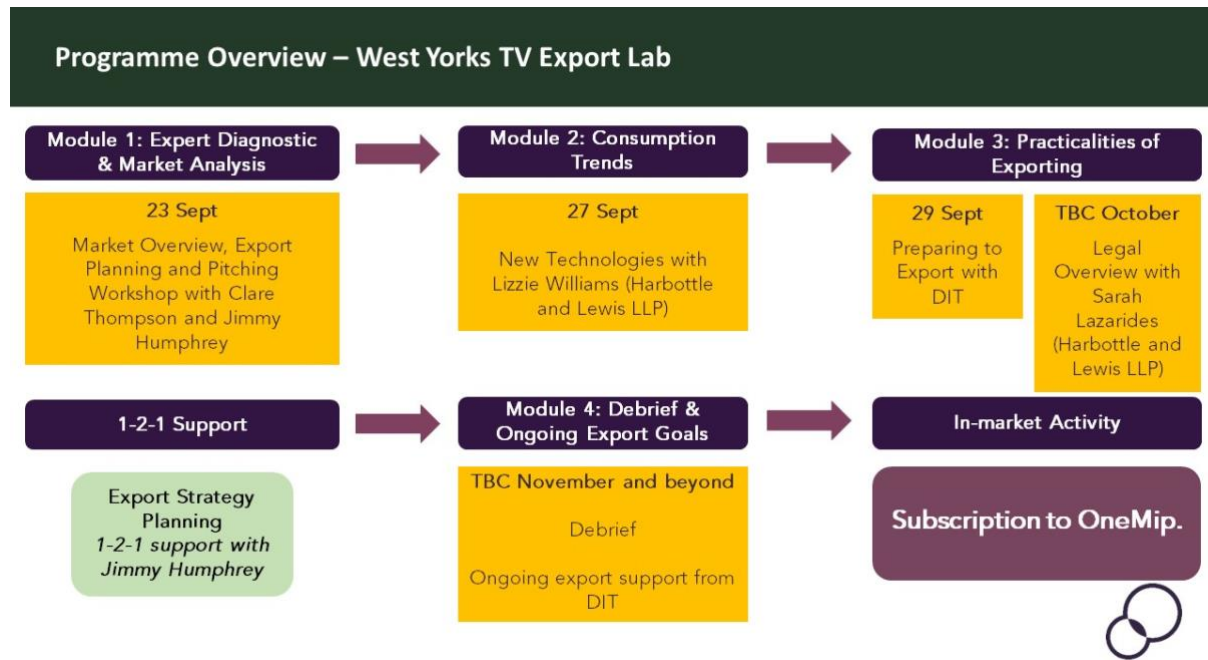 Programme Overview – West Yorks TV Export Lab
Module 1: Expert Diagnostic
& Market Analysis
23 Sept
Market Overview, Export
Planning and Pitching
Workshop with Clare
Thompson and Jimmy
Humphrey
Module 2: Consumption
Trends
27 Sept
New Technologies with
Lizzie Williams (Harbottle
and Lewis LLP)
Module 3: Practicalities of
Exporting
29 Sept
Preparing to
Export with
DIT
TBC October
Legal
Overview with
Sarah
Lazarides
(Harbottle and
Lewis LLP)
1-2-1 Support
Export Strategy
Planning
1-2-1 support with
Jimmy Humphrey
Module 4: Debrief &
Ongoing Export Goals
TBC November and beyond
Debrief
Ongoing export support from
DIT
In-market Activity
Subscription to OneMip.